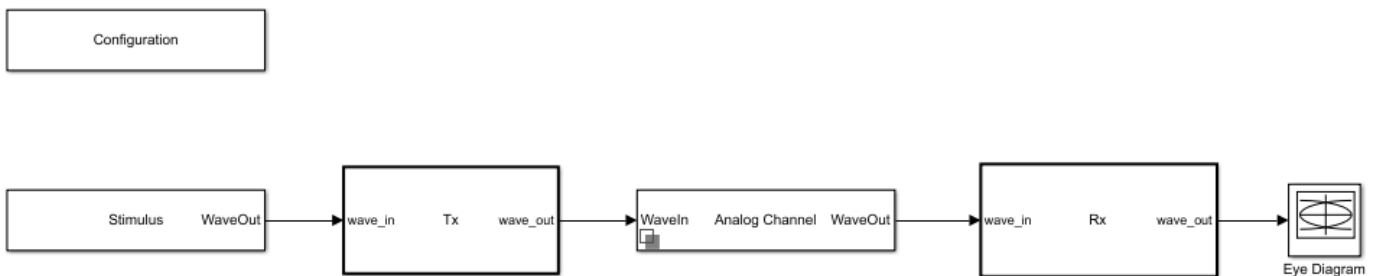 Configuration
Stimulus WaveOut
wave_in Tx wave_out
WaveIn Analog Channel WaveOut
wave_in Rx wave_out
Eye Diagram